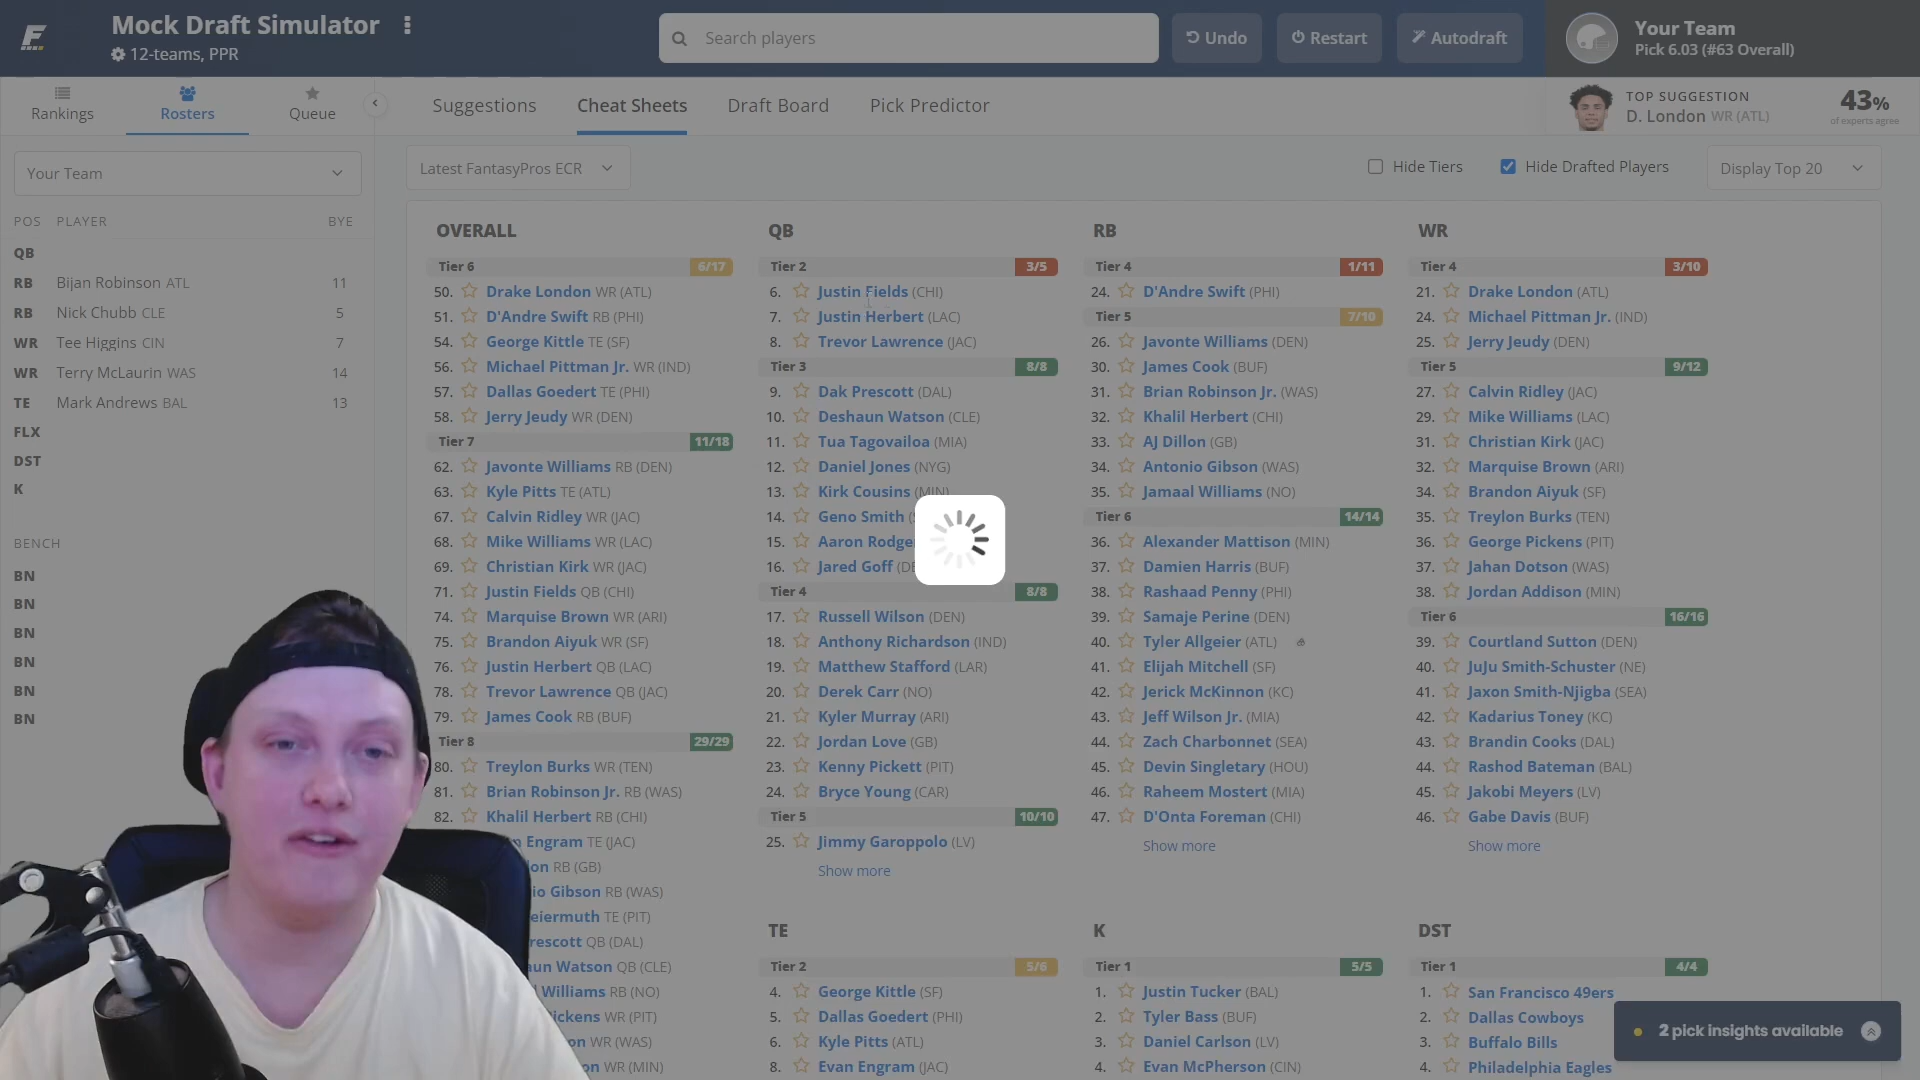 Mock Draft Simulator
12-teams, PPR
Search players
Undo
Restart
Autodraft
Your Team
Pick 6.03 (#63 Overall)
Rankings
Rosters
Queue
Suggestions
Cheat Sheets
Draft Board
Pick Predictor
TOP SUGGESTION
D. London WR (ATL)
43%
of experts agree
Your Team
Latest FantasyPros ECR
Hide Tiers
Hide Drafted Players
Display Top 20
POS PLAYER BYE
QB
RB Bijan Robinson ATL 11
RB Nick Chubb CLE 5
WR Tee Higgins CIN 7
WR Terry McLaurin WAS 14
TE Mark Andrews BAL 13
FLX
DST
K
BENCH
BN
BN
BN
BN
BN
BN
OVERALL
Tier 6 6/17
50. Drake London WR (ATL)
51. D'Andre Swift RB (PHI)
54. George Kittle TE (SF)
56. Michael Pittman Jr. WR (IND)
57. Dallas Goedert TE (PHI)
58. Jerry Jeudy WR (DEN)
Tier 7 11/18
62. Javonte Williams RB (DEN)
63. Kyle Pitts TE (ATL)
67. Calvin Ridley WR (JAC)
68. Mike Williams WR (LAC)
69. Christian Kirk WR (JAC)
71. Justin Fields QB (CHI)
74. Marquise Brown WR (ARI)
75. Brandon Aiyuk WR (SF)
76. Justin Herbert QB (LAC)
78. Trevor Lawrence QB (JAC)
79. James Cook RB (BUF)
Tier 8 29/29
80. Treylon Burks WR (TEN)
81. Brian Robinson Jr. RB (WAS)
82. Khalil Herbert RB (CHI)
Engram TE (JAC)
on RB (GB)
io Gibson RB (WAS)
eiermuth TE (PIT)
rescott QB (DAL)
aun Watson QB (CLE)
Williams RB (NO)
ickens WR (PIT)
WR (WAS)
on WR (MIN)
QB
Tier 2 3/5
6. Justin Fields (CHI)
7. Justin Herbert (LAC)
8. Trevor Lawrence (JAC)
Tier 3 8/8
9. Dak Prescott (DAL)
10. Deshaun Watson (CLE)
11. Tua Tagovailoa (MIA)
12. Daniel Jones (NYG)
13. Kirk Cousins (MIN)
14. Geno Smith
15. Aaron Rodge
16. Jared Goff (DE
Tier 4 8/8
17. Russell Wilson (DEN)
18. Anthony Richardson (IND)
19. Matthew Stafford (LAR)
20. Derek Carr (NO)
21. Kyler Murray (ARI)
22. Jordan Love (GB)
23. Kenny Pickett (PIT)
24. Bryce Young (CAR)
Tier 5 10/10
25. Jimmy Garoppolo (LV)
Show more
RB
Tier 4 1/11
24. D'Andre Swift (PHI)
Tier 5 7/10
26. Javonte Williams (DEN)
30. James Cook (BUF)
31. Brian Robinson Jr. (WAS)
32. Khalil Herbert (CHI)
33. AJ Dillon (GB)
34. Antonio Gibson (WAS)
35. Jamaal Williams (NO)
Tier 6 14/14
36. Alexander Mattison (MIN)
37. Damien Harris (BUF)
38. Rashaad Penny (PHI)
39. Samaje Perine (DEN)
40. Tyler Allgeier (ATL)
41. Elijah Mitchell (SF)
42. Jerick McKinnon (KC)
43. Jeff Wilson Jr. (MIA)
44. Zach Charbonnet (SEA)
45. Devin Singletary (HOU)
46. Raheem Mostert (MIA)
47. D'Onta Foreman (CHI)
Show more
WR
Tier 4 3/10
21. Drake London (ATL)
24. Michael Pittman Jr. (IND)
25. Jerry Jeudy (DEN)
Tier 5 9/12
27. Calvin Ridley (JAC)
29. Mike Williams (LAC)
31. Christian Kirk (JAC)
32. Marquise Brown (ARI)
34. Brandon Aiyuk (SF)
35. Treylon Burks (TEN)
36. George Pickens (PIT)
37. Jahan Dotson (WAS)
38. Jordan Addison (MIN)
Tier 6 16/16
39. Courtland Sutton (DEN)
40. JuJu Smith-Schuster (NE)
41. Jaxon Smith-Njigba (SEA)
42. Kadarius Toney (KC)
43. Brandin Cooks (DAL)
44. Rashod Bateman (BAL)
45. Jakobi Meyers (LV)
46. Gabe Davis (BUF)
Show more
TE
Tier 2 5/6
4. George Kittle (SF)
5. Dallas Goedert (PHI)
6. Kyle Pitts (ATL)
8. Evan Engram (JAC)
K
Tier 1 5/5
1. Justin Tucker (BAL)
2. Tyler Bass (BUF)
3. Daniel Carlson (LV)
4. Evan McPherson (CIN)
DST
Tier 1 4/4
1. San Francisco 49ers
2. Dallas Cowboys
3. Buffalo Bills
4. Philadelphia Eagles
2 pick insights available